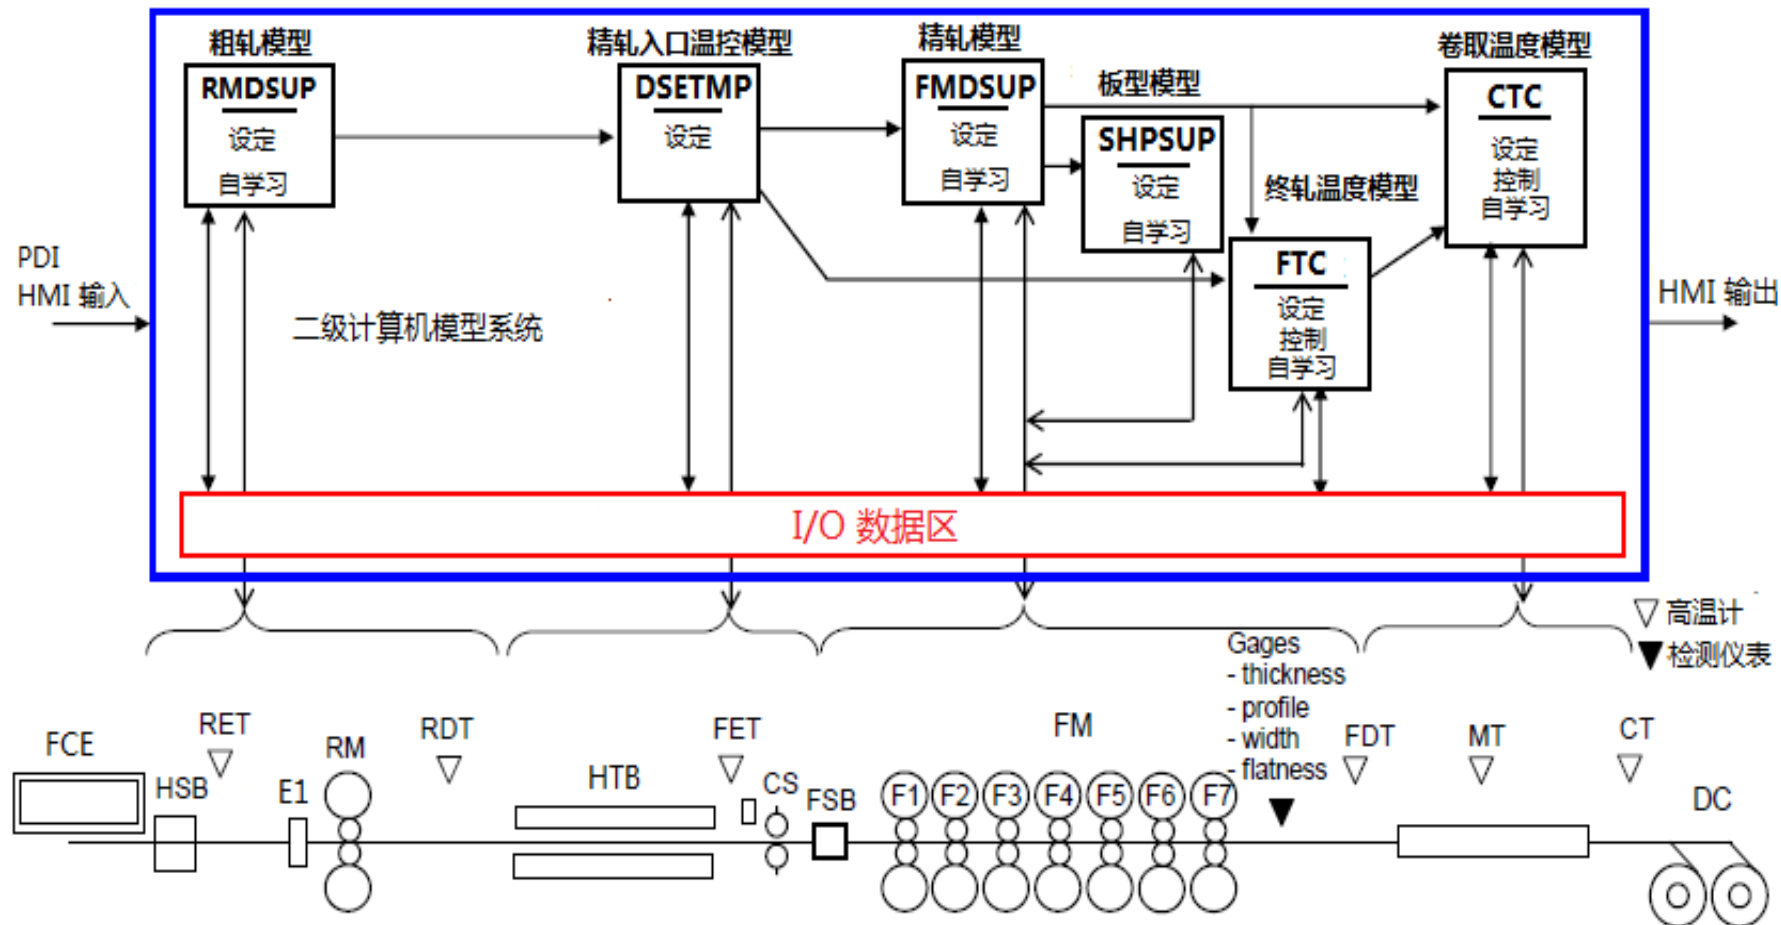 粗轧模型
精轧入口温控模型
精轧模型
卷取温度模型
RMDSUP
设定
自学习
DSETMP
设定
FMDSUP
设定
自学习
板型模型
SHPSUP
设定
自学习
终轧温度模型
FTC
设定
控制
自学习
CTC
设定
控制
自学习
PDI
HMI 输入
二级计算机模型系统
HMI 输出
I/O 数据区
高温计
检测仪表
Gages
- thickness
- profile
- width
- flatness
FCE
HSB
RET
E1
RM
RDT
HTB
FET
CS
FSB
FM
F1
F2
F3
F4
F5
F6
F7
FDT
MT
CT
DC